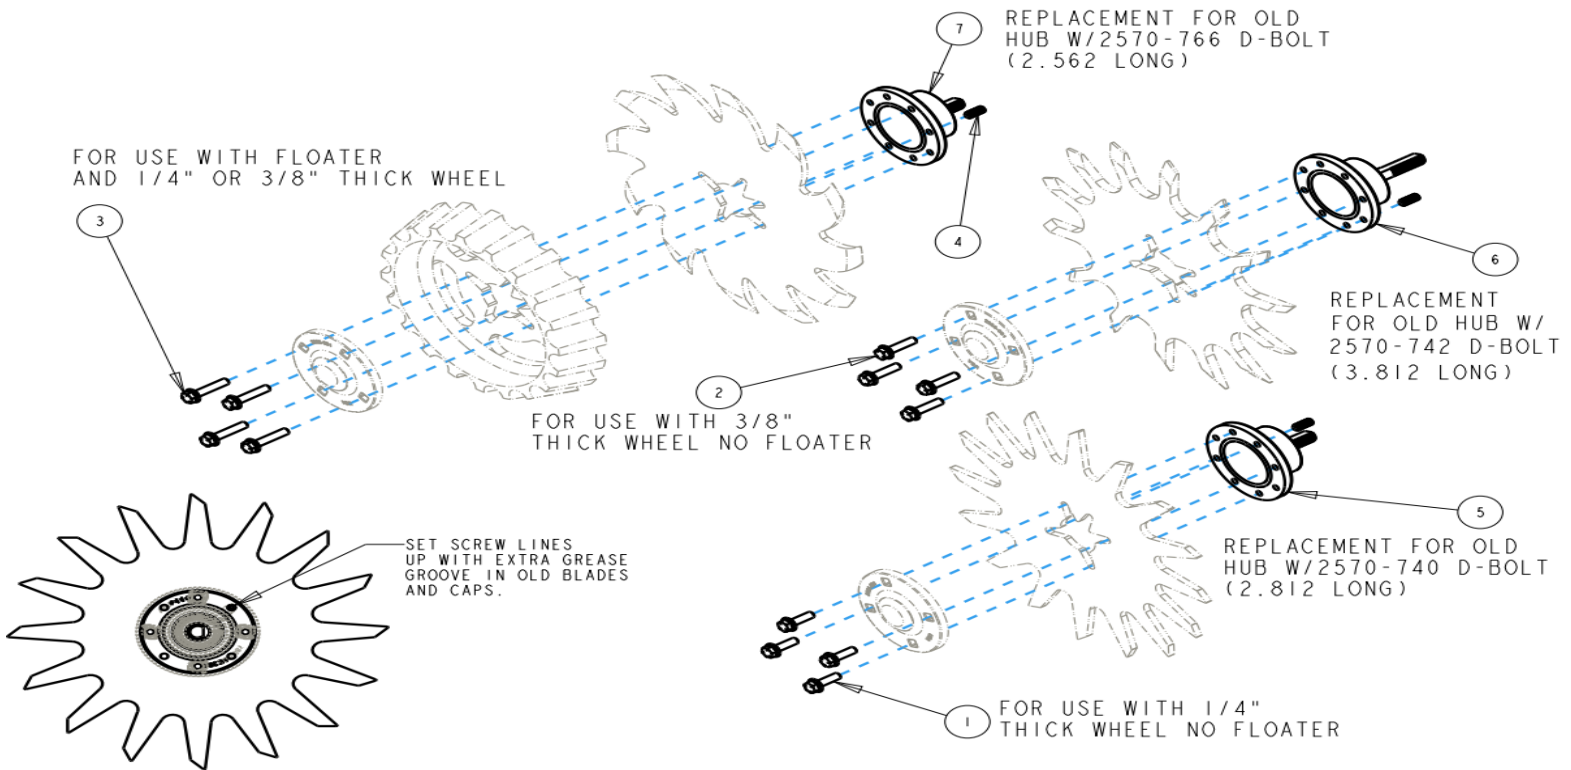 7
REPLACEMENT FOR OLD
HUB W/2570-766 D-BOLT
(2.562 LONG)
FOR USE WITH FLOATER
AND 1/4" OR 3/8" THICK WHEEL
3
4
6
REPLACEMENT
FOR OLD HUB W/
2570-742 D-BOLT
(3.812 LONG)
2
FOR USE WITH 3/8"
THICK WHEEL NO FLOATER
5
REPLACEMENT FOR OLD
HUB W/2570-740 D-BOLT
(2.812 LONG)
SET SCREW LINES
UP WITH EXTRA GREASE
GROOVE IN OLD BLADES
AND CAPS.
1
FOR USE WITH 1/4"
THICK WHEEL NO FLOATER